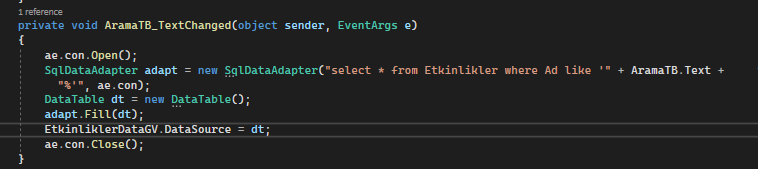 1 reference
private void AramaTB_TextChanged(object sender, EventArgs e)
{
ae.con.Open();
SqlDataAdapter adapt = new SqlDataAdapter("select * from Etkinlikler where Ad like '" + AramaTB.Text +
"%'", ae.con);
DataTable dt = new DataTable();
adapt.Fill(dt);
EtkinliklerDataGV.DataSource = dt;
ae.con.Close();
}